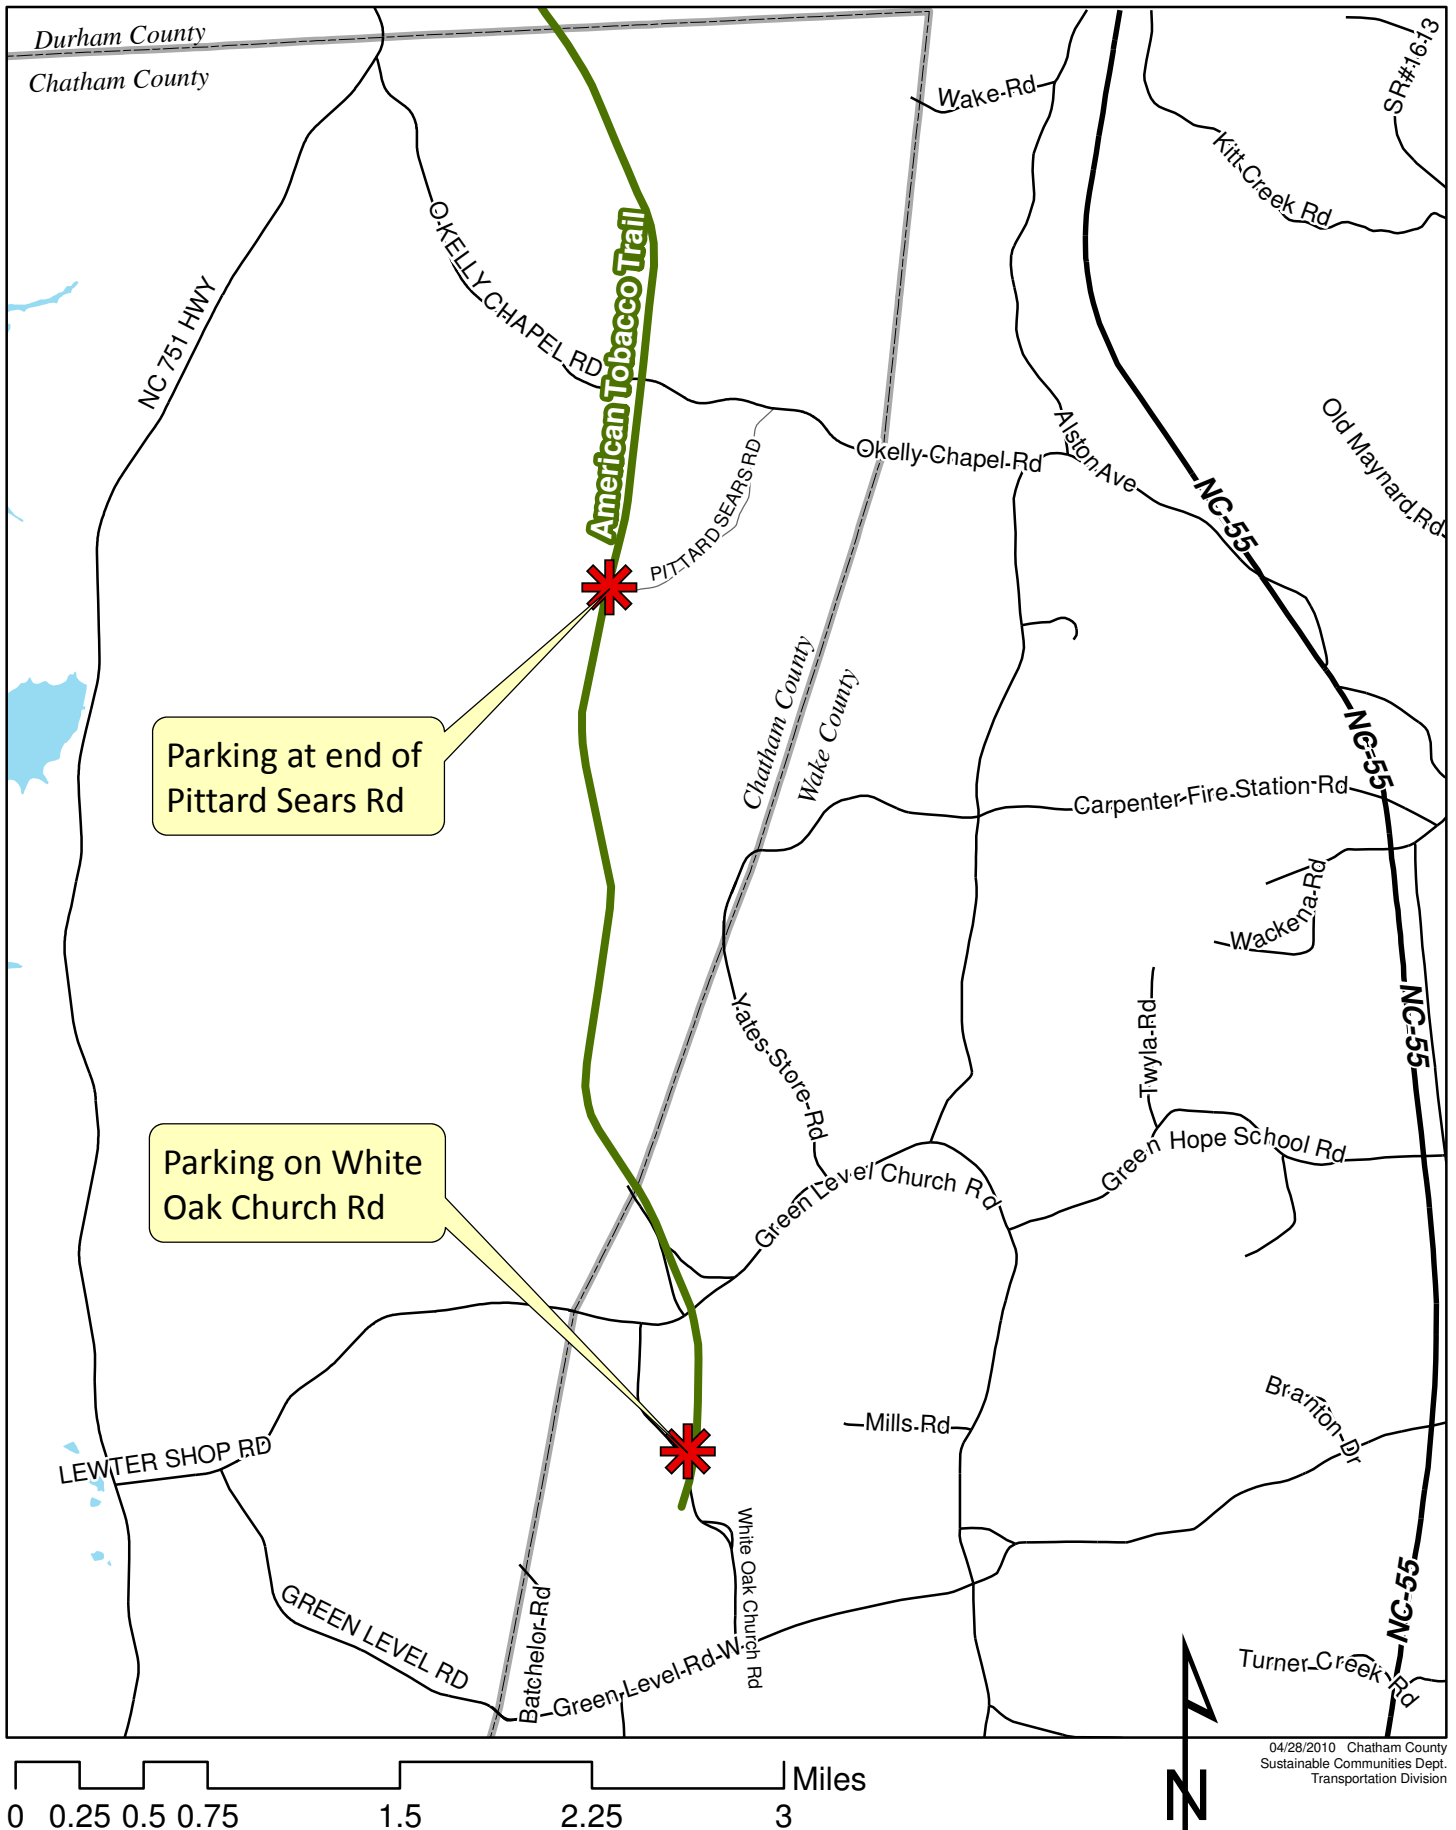 Durham County
Chatham County
Wake-Rd
SR#1613
Kitt-Creek Rd
O-KELLY CHAPEL RD
American Tobacco Trail
NC 751 HWY
Okelly-Chapel-Rd
Alston Ave
Old Maynard Rd
PITTARD SEARS RD
NC-55
Parking at end of
Pittard Sears Rd
Chatham County
Wake County
NC-55
Carpenter-Fire-Station-Rd
Wackena-Rd
Yates-Store-Rd
Twyla-Rd
NC-55
Parking on White
Oak Church Rd
Green Level Church Rd
Green Hope School Rd
Mills-Rd
Branton-Dr
LEWTER SHOP RD
White Oak Church Rd
GREEN LEVEL RD
Batchelor-Rd
Green-Level-Rd-W
NC-55
Turner-Creek Rd
04/28/2010 Chatham County
Sustainable Communities Dept.
Transportation Division
N
Miles
0 0.25 0.5 0.75 1.5 2.25 3